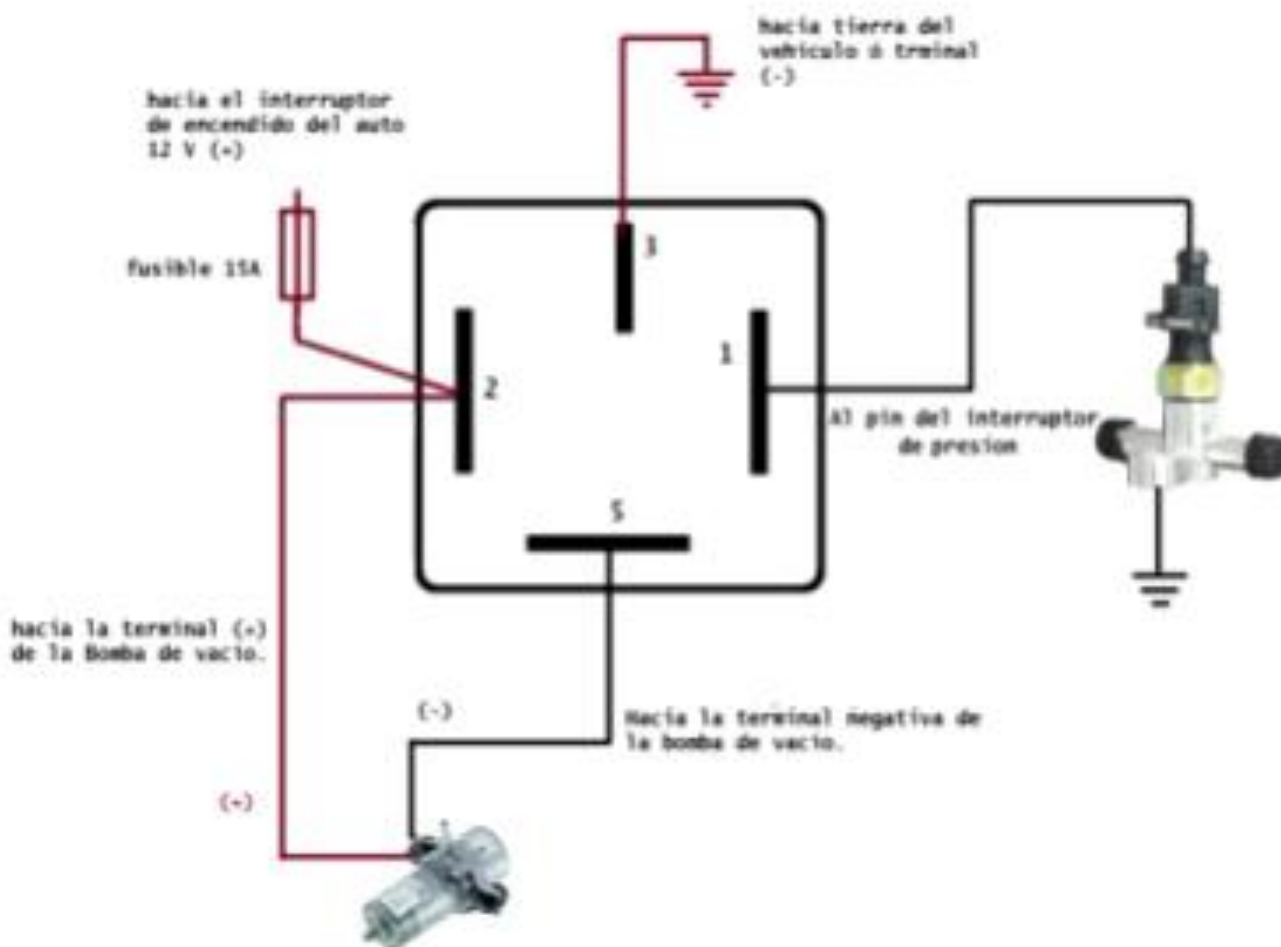 hacia tierra del
vehiculo ó trminal
(-)
hacia el interruptor
de encendido del auto
12 V (+)
fusible 15A
3
1
2
Al pin del interruptor
de presion
5
hacia la terminal (+)
de la Bomba de vacio.
(-)
Hacia la terminal negativa de
la bomba de vacio.
(+)